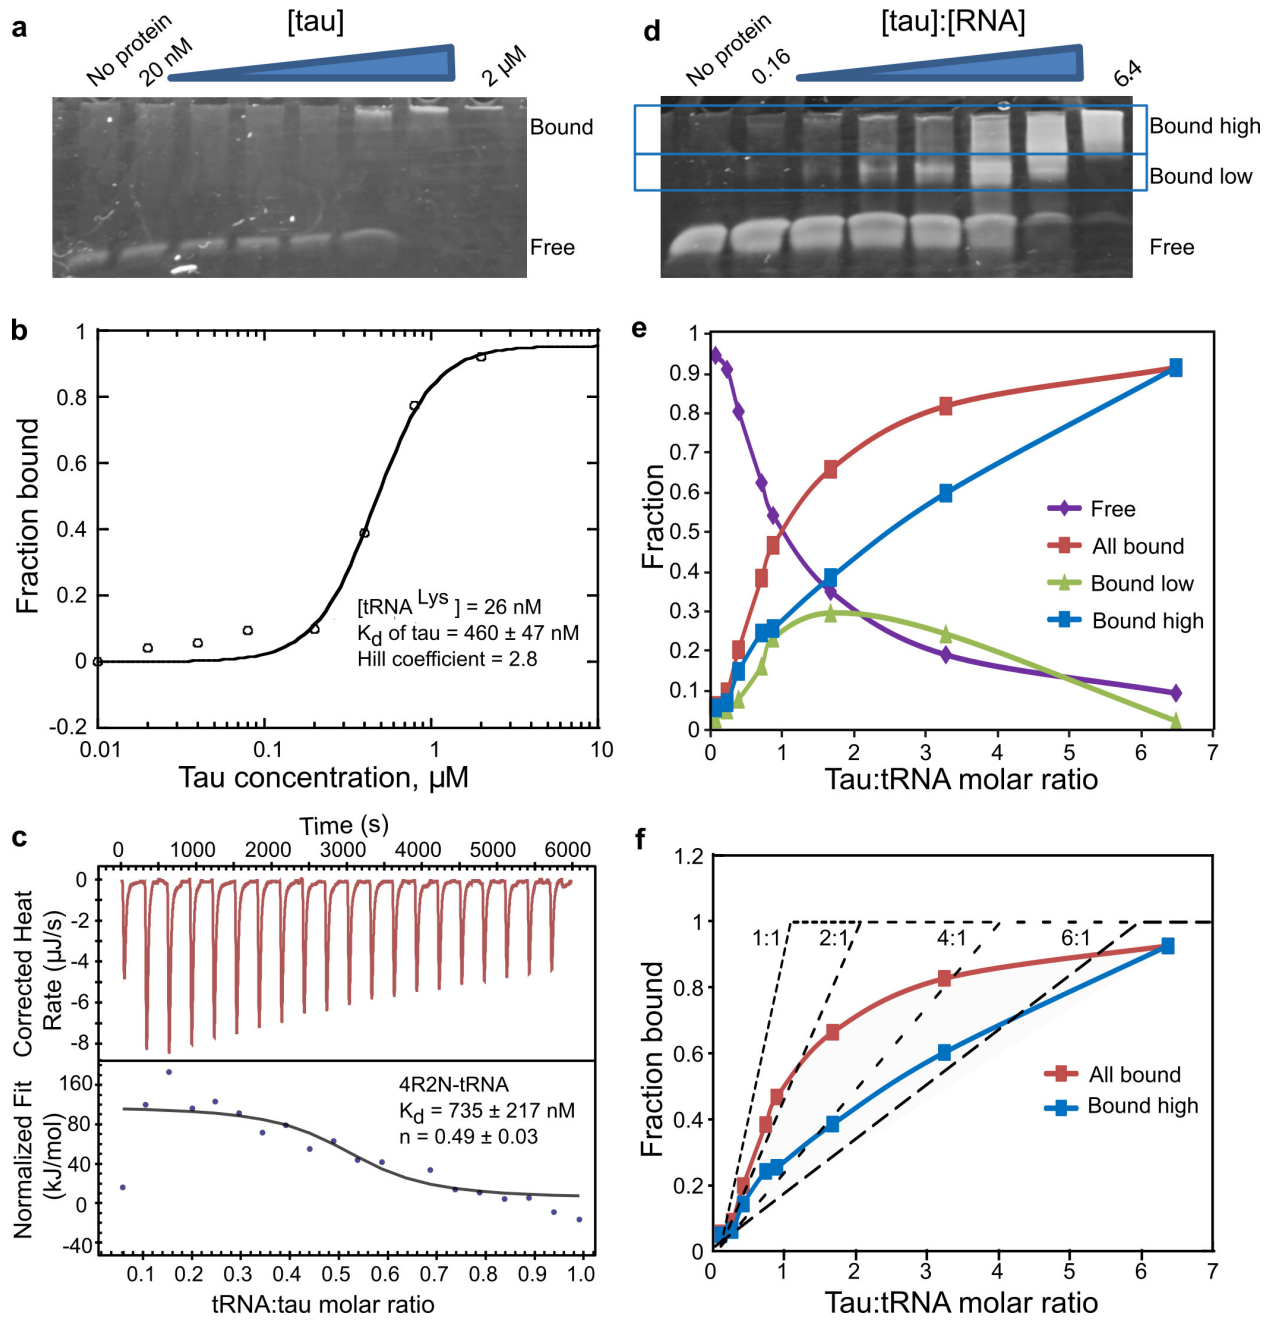 a
[tau]
No protein
20 nM
2 µM
Bound
Free
b
1
0.8
0.6
0.4
0.2
0
-0.2
Fraction bound
[tRNA Lys ] = 26 nM
Kd of tau = 460 ± 47 nM
Hill coefficient = 2.8
0.01
0.1
1
10
Tau concentration, µM
c
Time (s)
0 1000 2000 3000 4000 5000 6000
0
-2
-4
-6
-8
Corrected Heat
Rate (µJ/s)
160
80
40
0
-40
Normalized Fit
(kJ/mol)
4R2N-tRNA
Kd = 735 ± 217 nM
n = 0.49 ± 0.03
0.1 0.2 0.3 0.4 0.5 0.6 0.7 0.8 0.9 1.0
tRNA:tau molar ratio
d
[tau]:[RNA]
No protein
0.16
6.4
Bound high
Bound low
Free
e
1
0.9
0.8
0.7
0.6
0.5
0.4
0.3
0.2
0.1
0
Fraction
Free
All bound
Bound low
Bound high
0 1 2 3 4 5 6 7
Tau:tRNA molar ratio
f
1.2
1
0.8
0.6
0.4
0.2
0
Fraction bound
1:1 2:1 4:1 6:1
All bound
Bound high
0 1 2 3 4 5 6 7
Tau:tRNA molar ratio